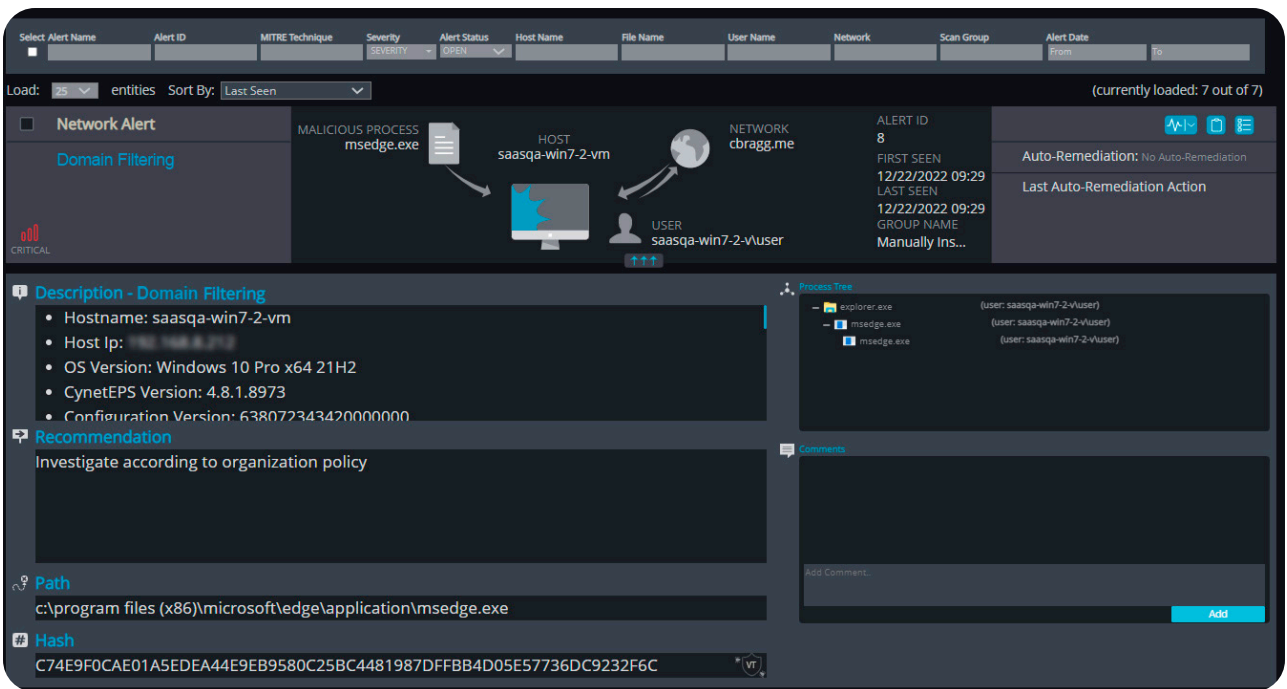 Select Alert Name Alert ID MITRE Technique Severity Alert Status Host Name File Name User Name Network Scan Group Alert Date
SEVERITY OPEN From To
Load: 25 entities Sort By: Last Seen (currently loaded: 7 out of 7)
Network Alert
Domain Filtering
CRITICAL
MALICIOUS PROCESS
msedge.exe
HOST
saasqa-win7-2-vm
NETWORK
cbragg.me
USER
saasqa-win7-2-v\user
ALERT ID
8
FIRST SEEN
12/22/2022 09:29
LAST SEEN
12/22/2022 09:29
GROUP NAME
Manually Ins...
Auto-Remediation: No Auto-Remediation
Last Auto-Remediation Action
Description - Domain Filtering
• Hostname: saasqa-win7-2-vm
• Host Ip:
• OS Version: Windows 10 Pro x64 21H2
• CynetEPS Version: 4.8.1.8973
• Configuration Version: 638072343420000000
Recommendation
Investigate according to organization policy
Path
c:\program files (x86)\microsoft\edge\application\msedge.exe
Hash
C74E9F0CAE01A5EDEA44E9EB9580C25BC4481987DFFBB4D05E57736DC9232F6C
VT
Process Tree
explorer.exe (user: saasqa-win7-2-v\user)
msedge.exe (user: saasqa-win7-2-v\user)
msedge.exe (user: saasqa-win7-2-v\user)
Comments
Add Comment..
Add